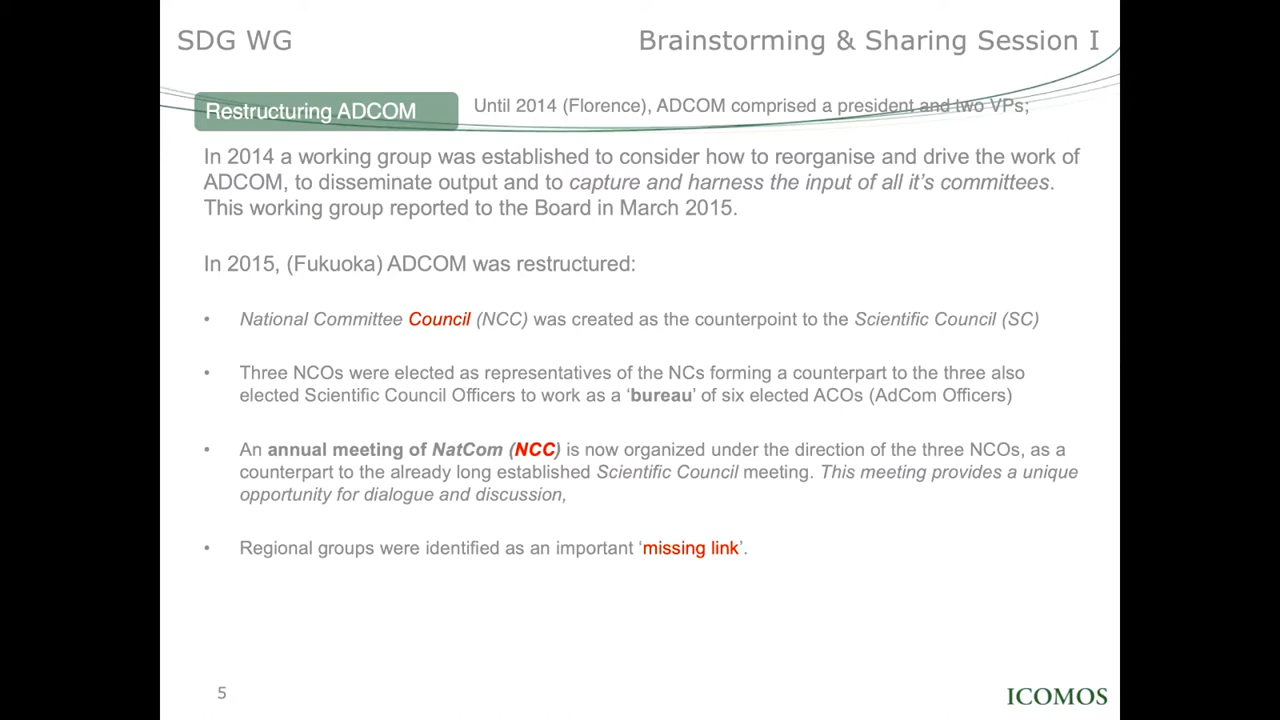 SDG WG
Brainstorming & Sharing Session I
Restructuring ADCOM
Until 2014 (Florence), ADCOM comprised a president and two VPs;
In 2014 a working group was established to consider how to reorganise and drive the work of
ADCOM, to disseminate output and to capture and harness the input of all it's committees.
This working group reported to the Board in March 2015.
In 2015, (Fukuoka) ADCOM was restructured:
• National Committee Council (NCC) was created as the counterpoint to the Scientific Council (SC)
• Three NCOs were elected as representatives of the NCs forming a counterpart to the three also
elected Scientific Council Officers to work as a ‘bureau’ of six elected ACOs (AdCom Officers)
• An annual meeting of NatCom (NCC) is now organized under the direction of the three NCOs, as a
counterpart to the already long established Scientific Council meeting. This meeting provides a unique
opportunity for dialogue and discussion,
• Regional groups were identified as an important ‘missing link’.
5
ICOMOS